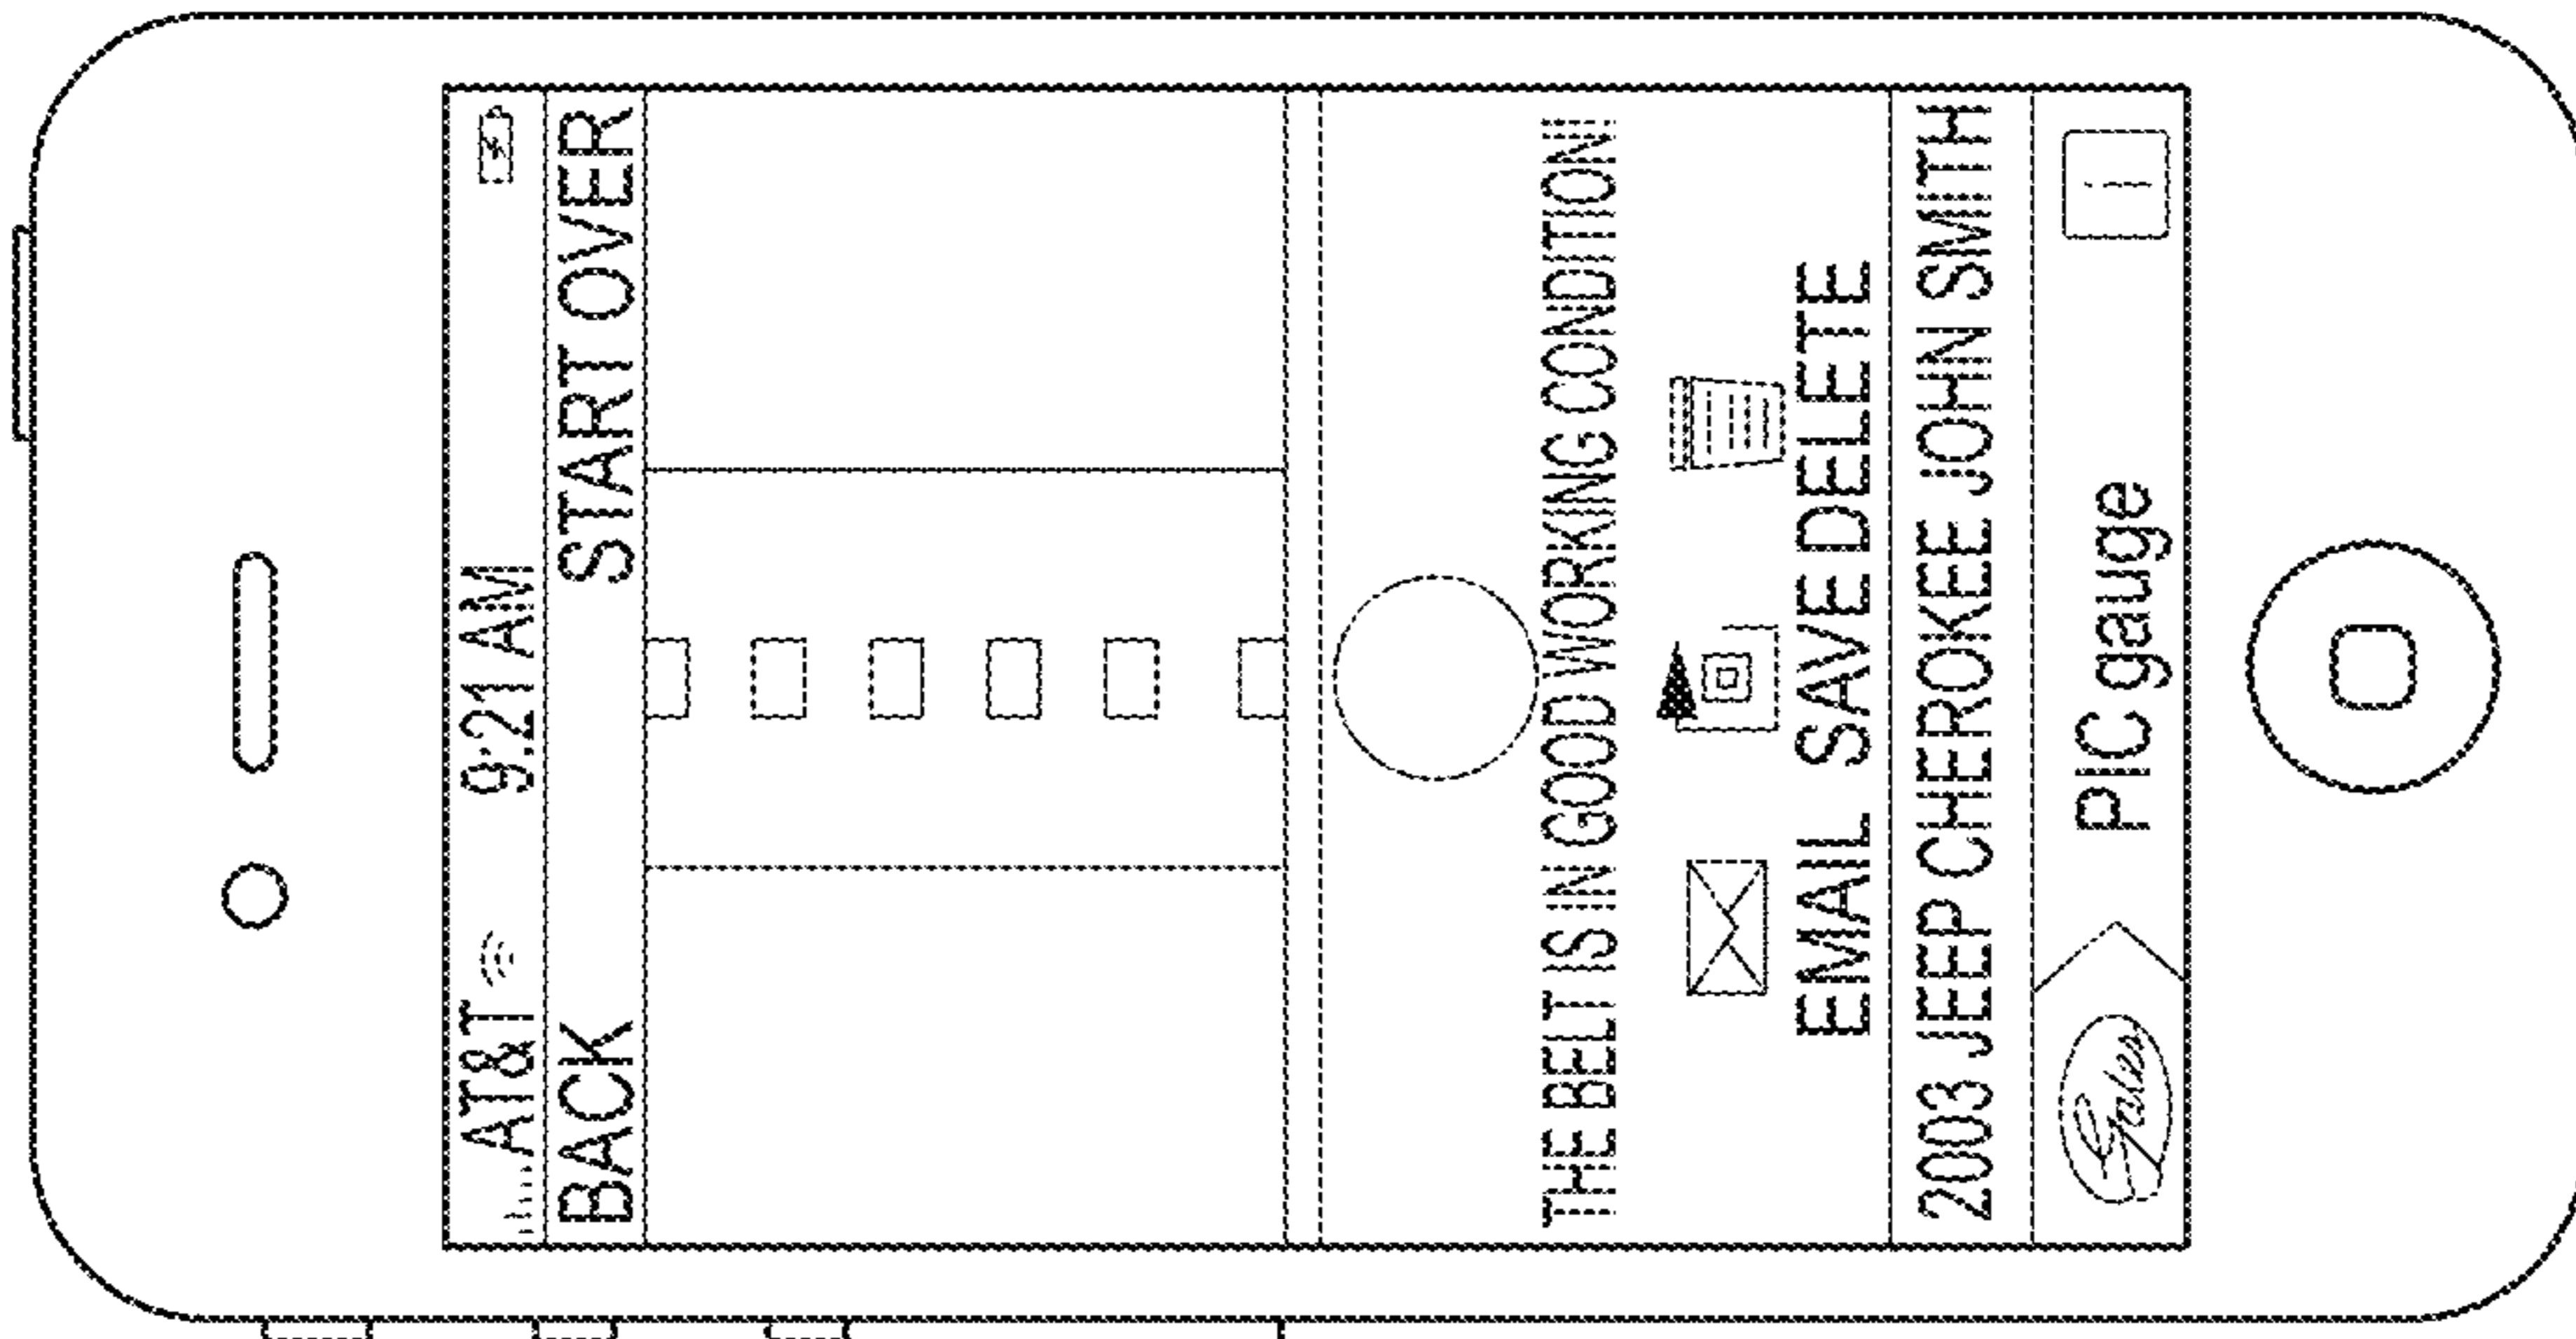 AT&T 9:21 AM
BACK START OVER
THE BELT IS IN GOOD WORKING CONDITION!
EMAIL SAVE DELETE
2003 JEEP CHEROKEE JOHN SMITH
Gates PIC gauge i